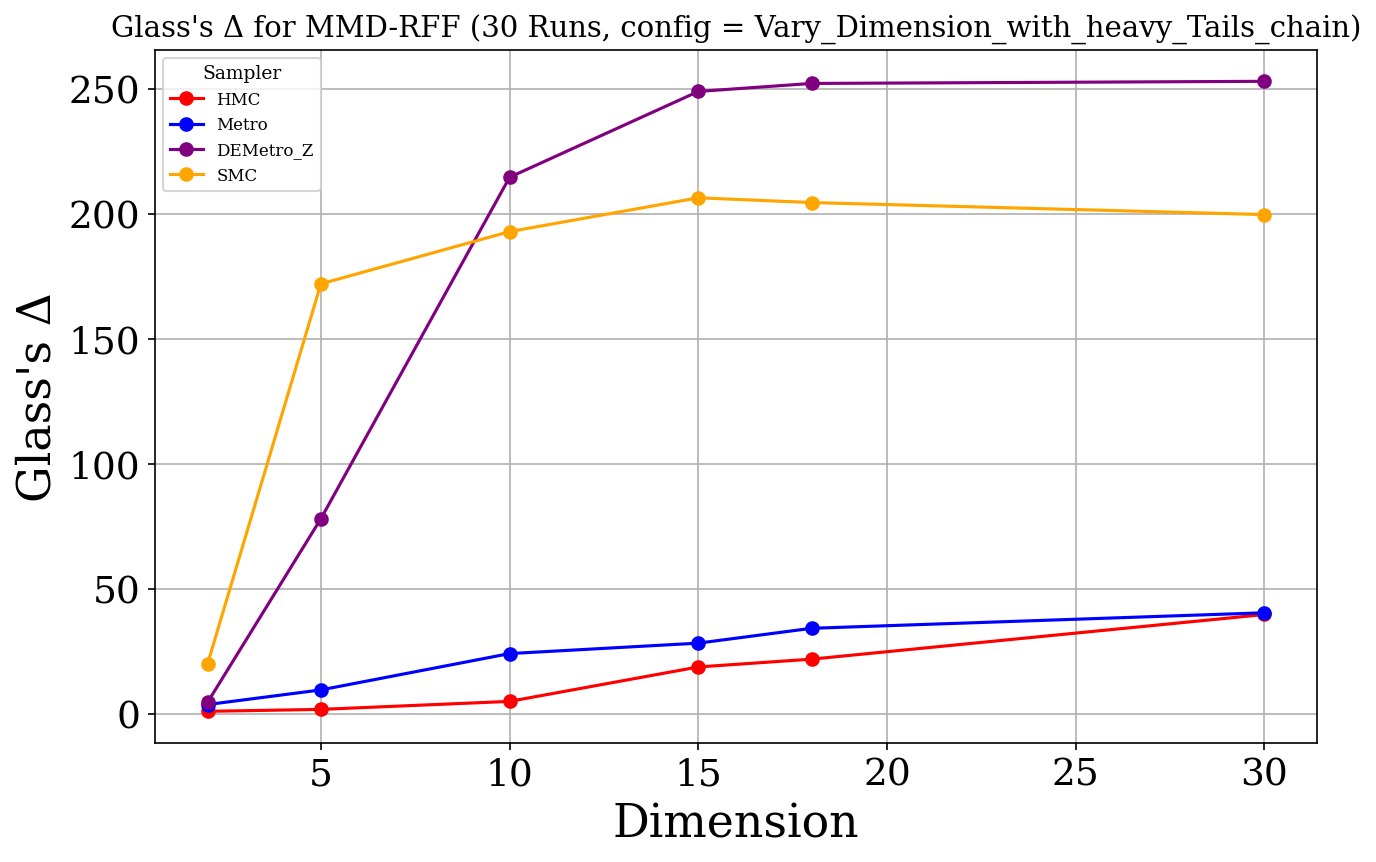 Glass's Δ for MMD-RFF (30 Runs, config = Vary_Dimension_with_heavy_Tails_chain)
Sampler
HMC
Metro
DEMetro_Z
SMC
Glass's Δ
250
200
150
100
50
0
5 10 15 20 25 30
Dimension